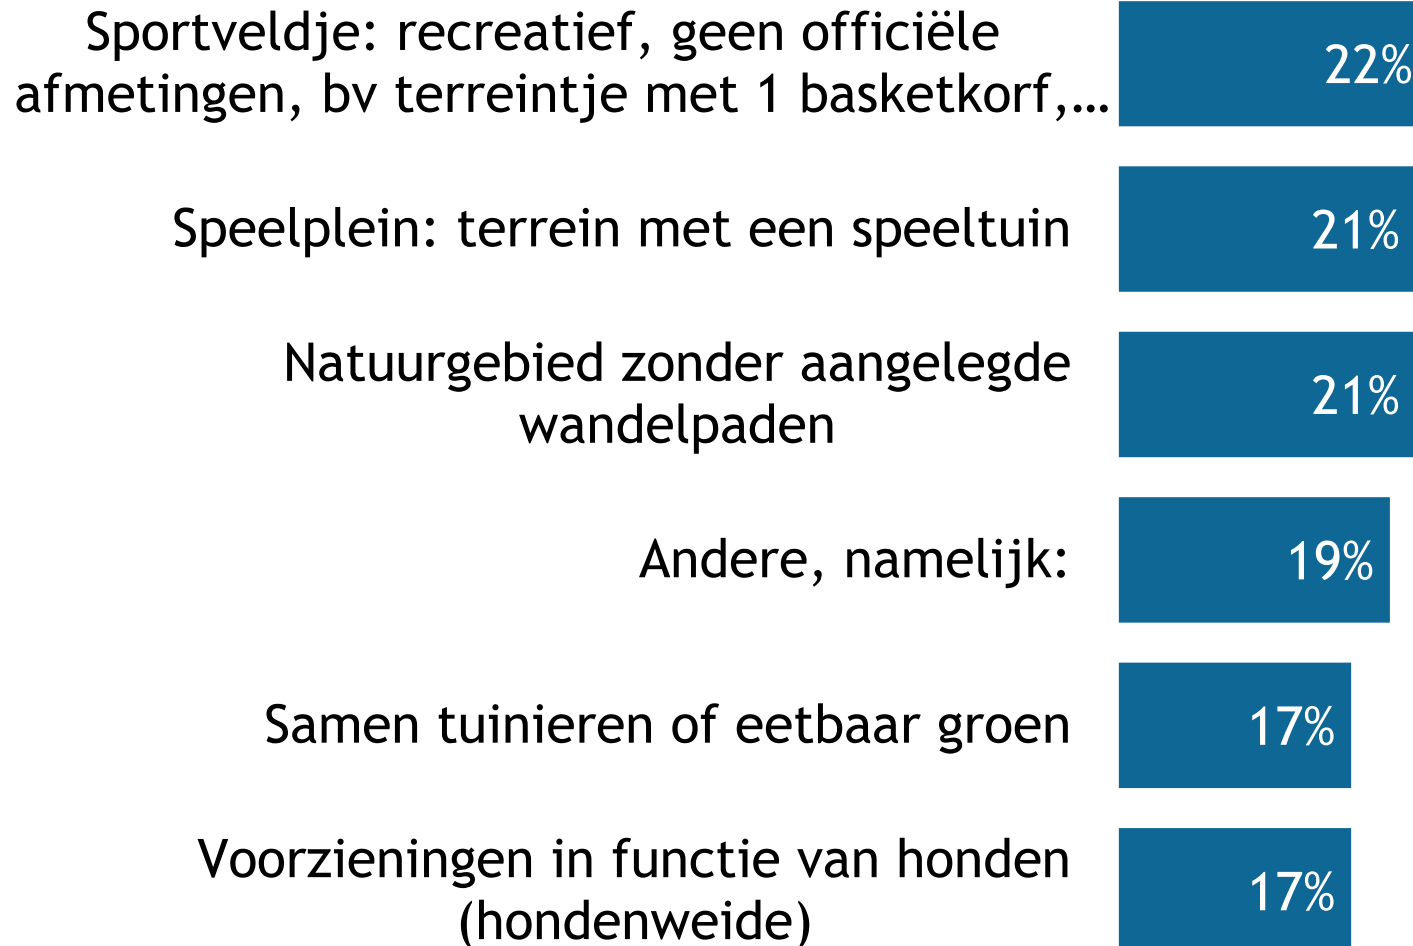 Sportveldje: recreatief, geen officiële
afmetingen, bv terreintje met 1 basketkorf,…
22%
Speelplein: terrein met een speeltuin
21%
Natuurgebied zonder aangelegde
wandelpaden
21%
Andere, namelijk:
19%
Samen tuinieren of eetbaar groen
17%
Voorzieningen in functie van honden
(hondenweide)
17%